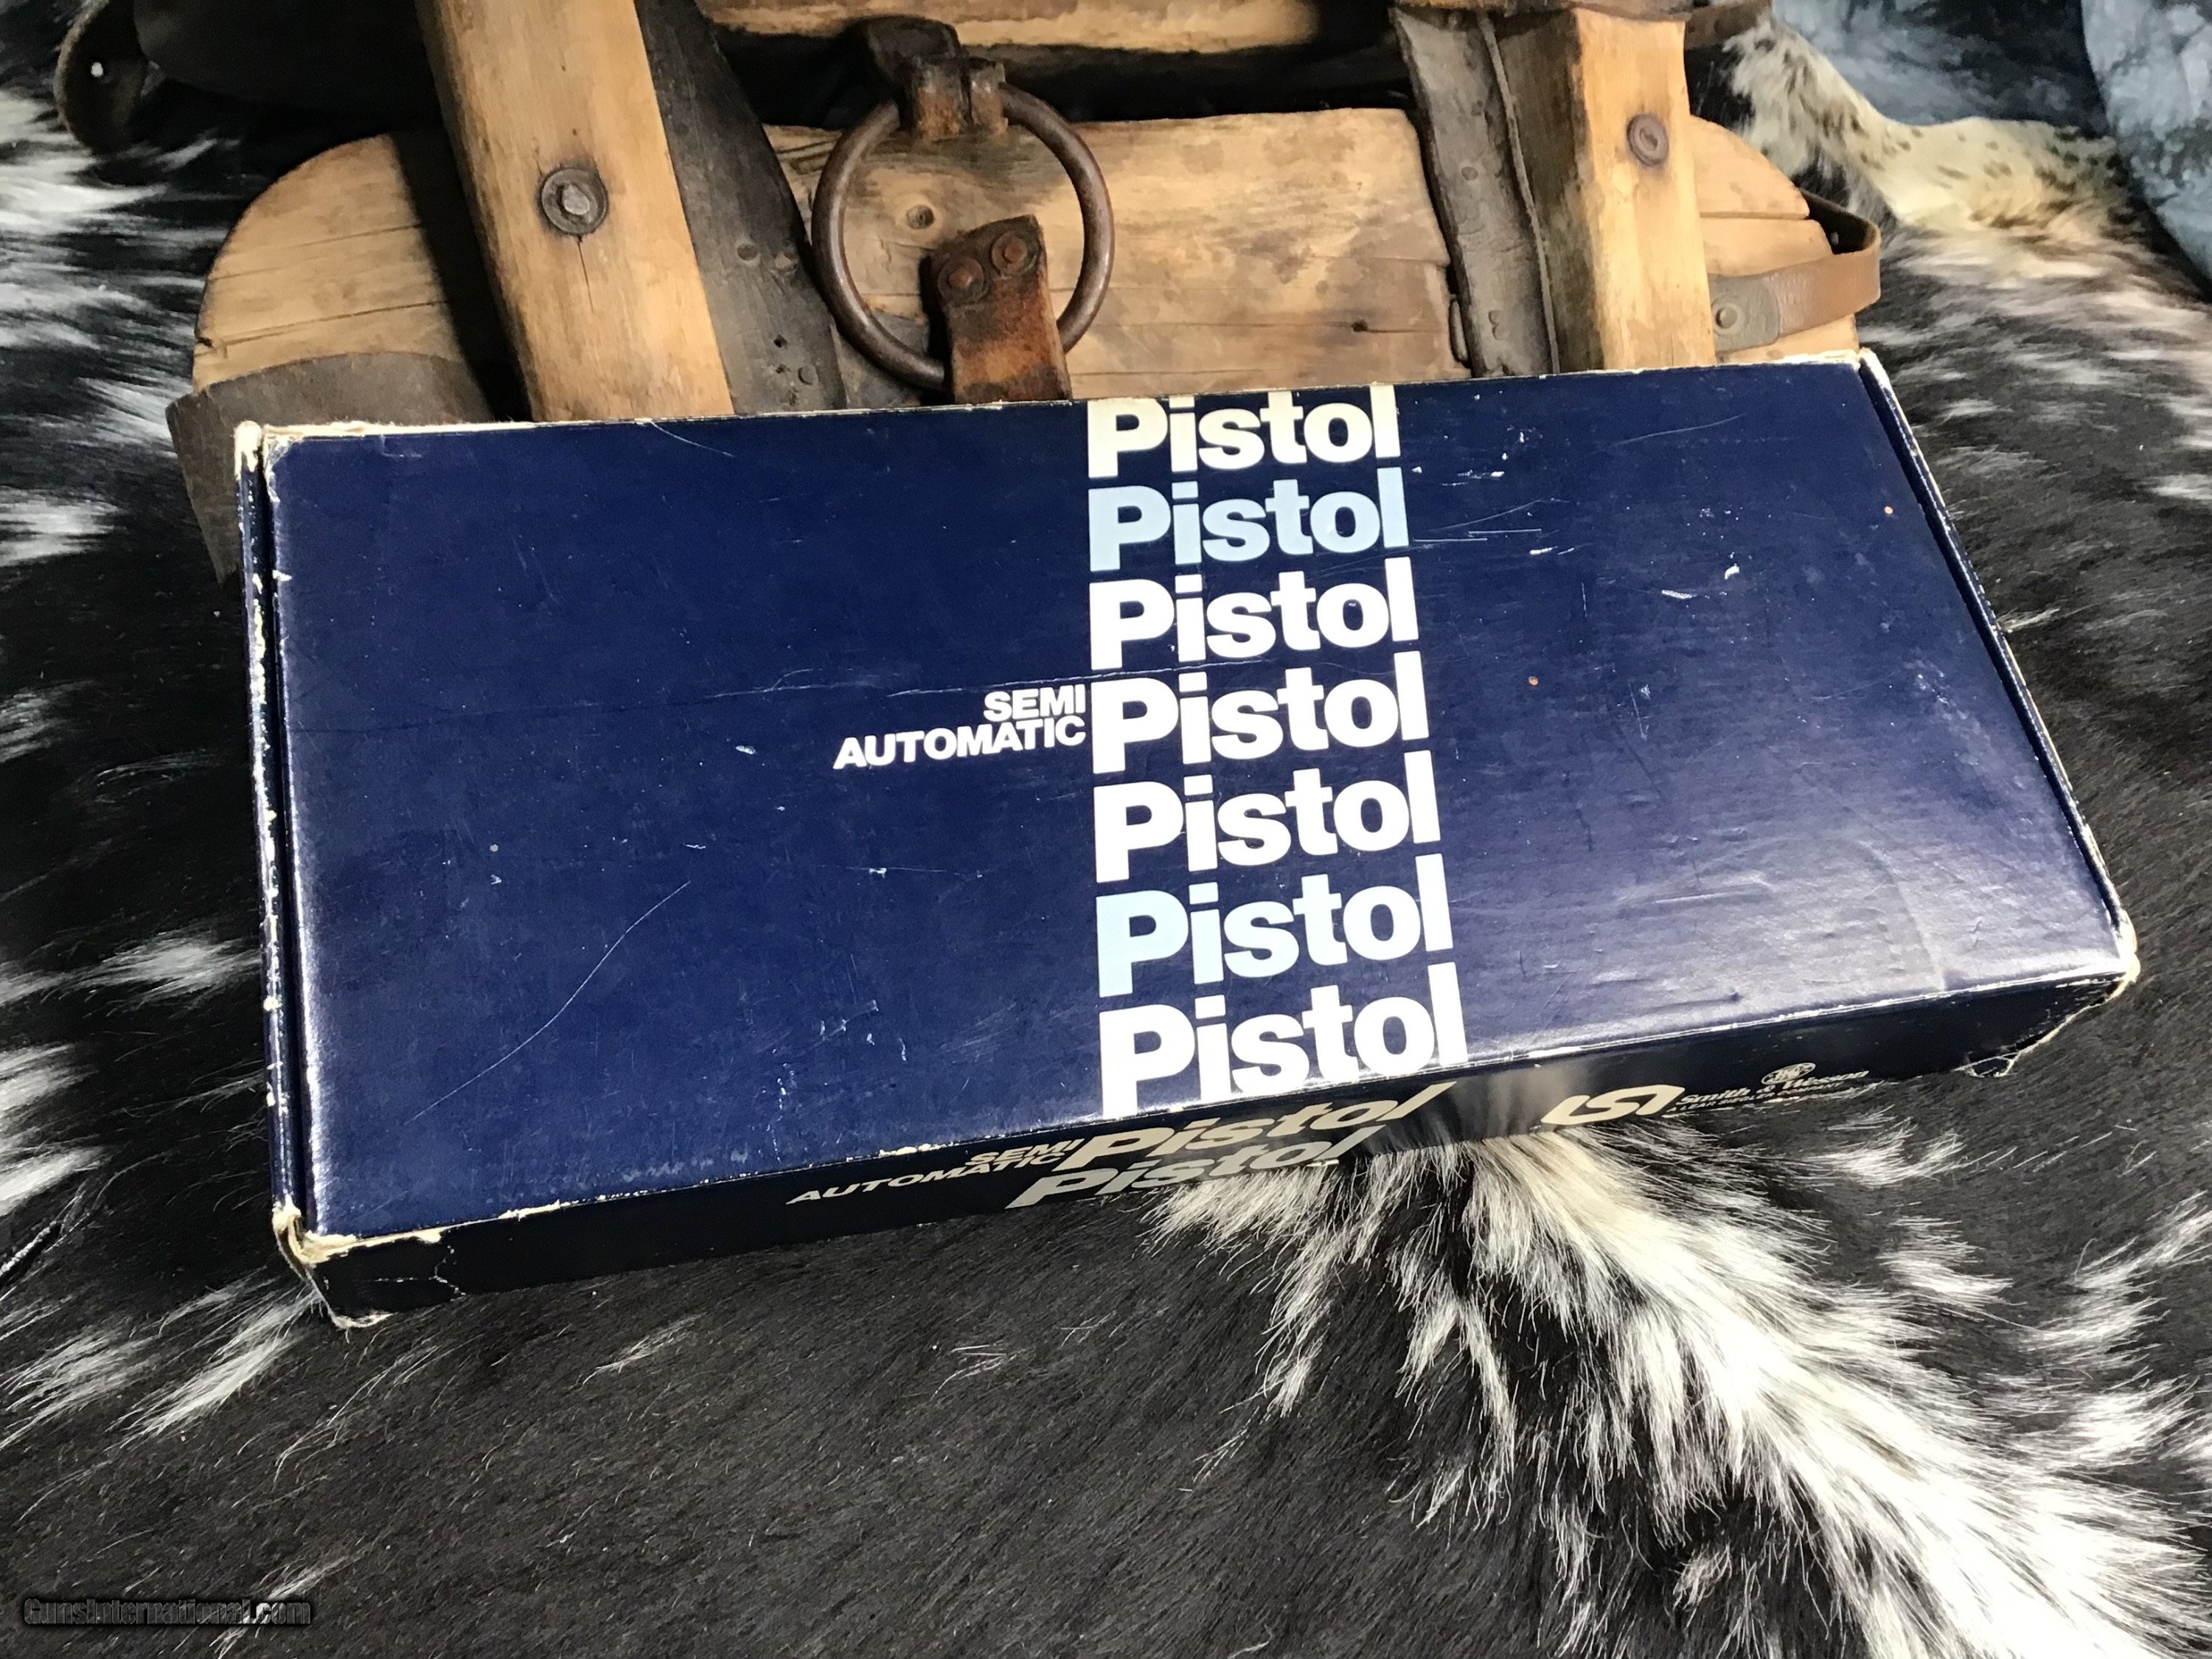 Pistol
Pistol
Pistol
SEMI
AUTOMATIC Pistol
Pistol
Pistol
Pistol
SEMI
AUTOMATIC Pistol
Pistol
Smith & Wesson
GunsInternational.com